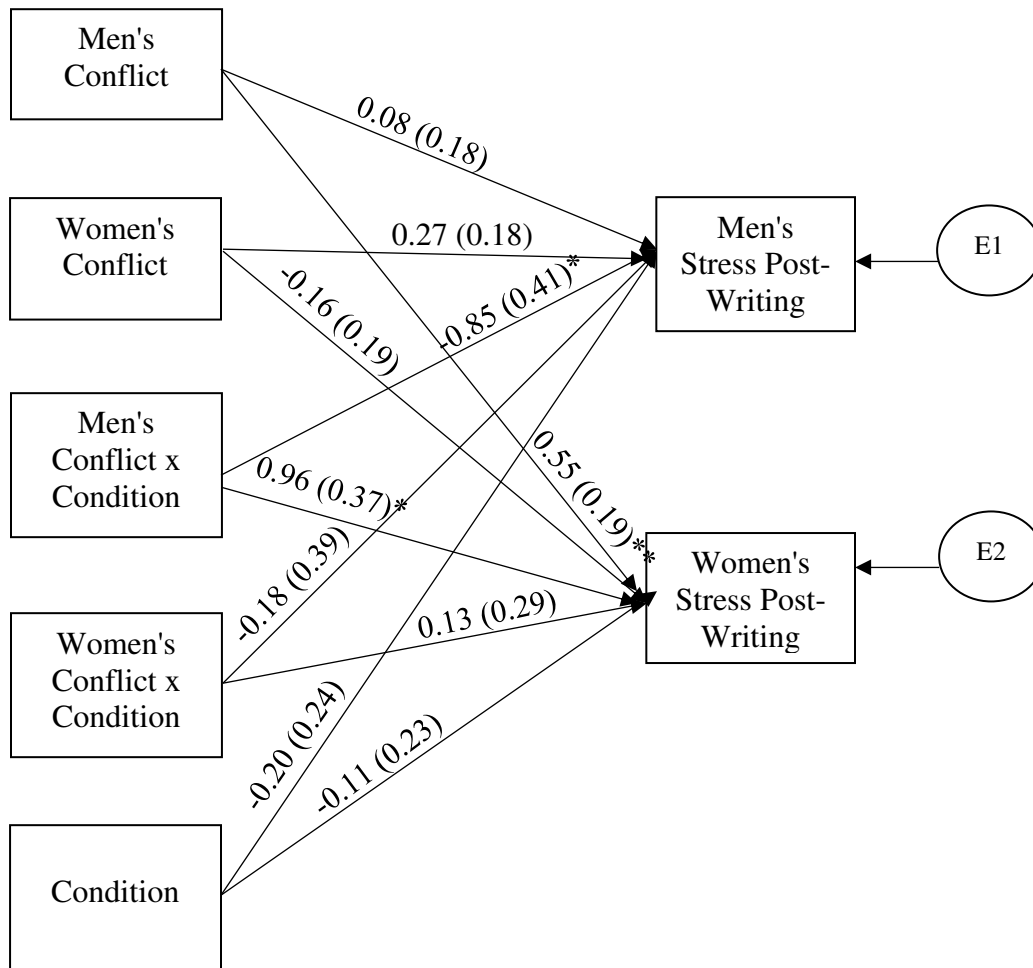 Men's
Conflict
0.08 (0.18)
Women's
Conflict
0.27 (0.18)
-0.16 (0.19)
-0.85 (0.41)*
Men's
Stress Post-
Writing
E1
Men's
Conflict x
Condition
0.96 (0.37)*
0.55 (0.19)**
-0.18 (0.39)
Women's
Stress Post-
Writing
E2
Women's
Conflict x
Condition
0.13 (0.29)
-0.20 (0.24)
-0.11 (0.23)
Condition